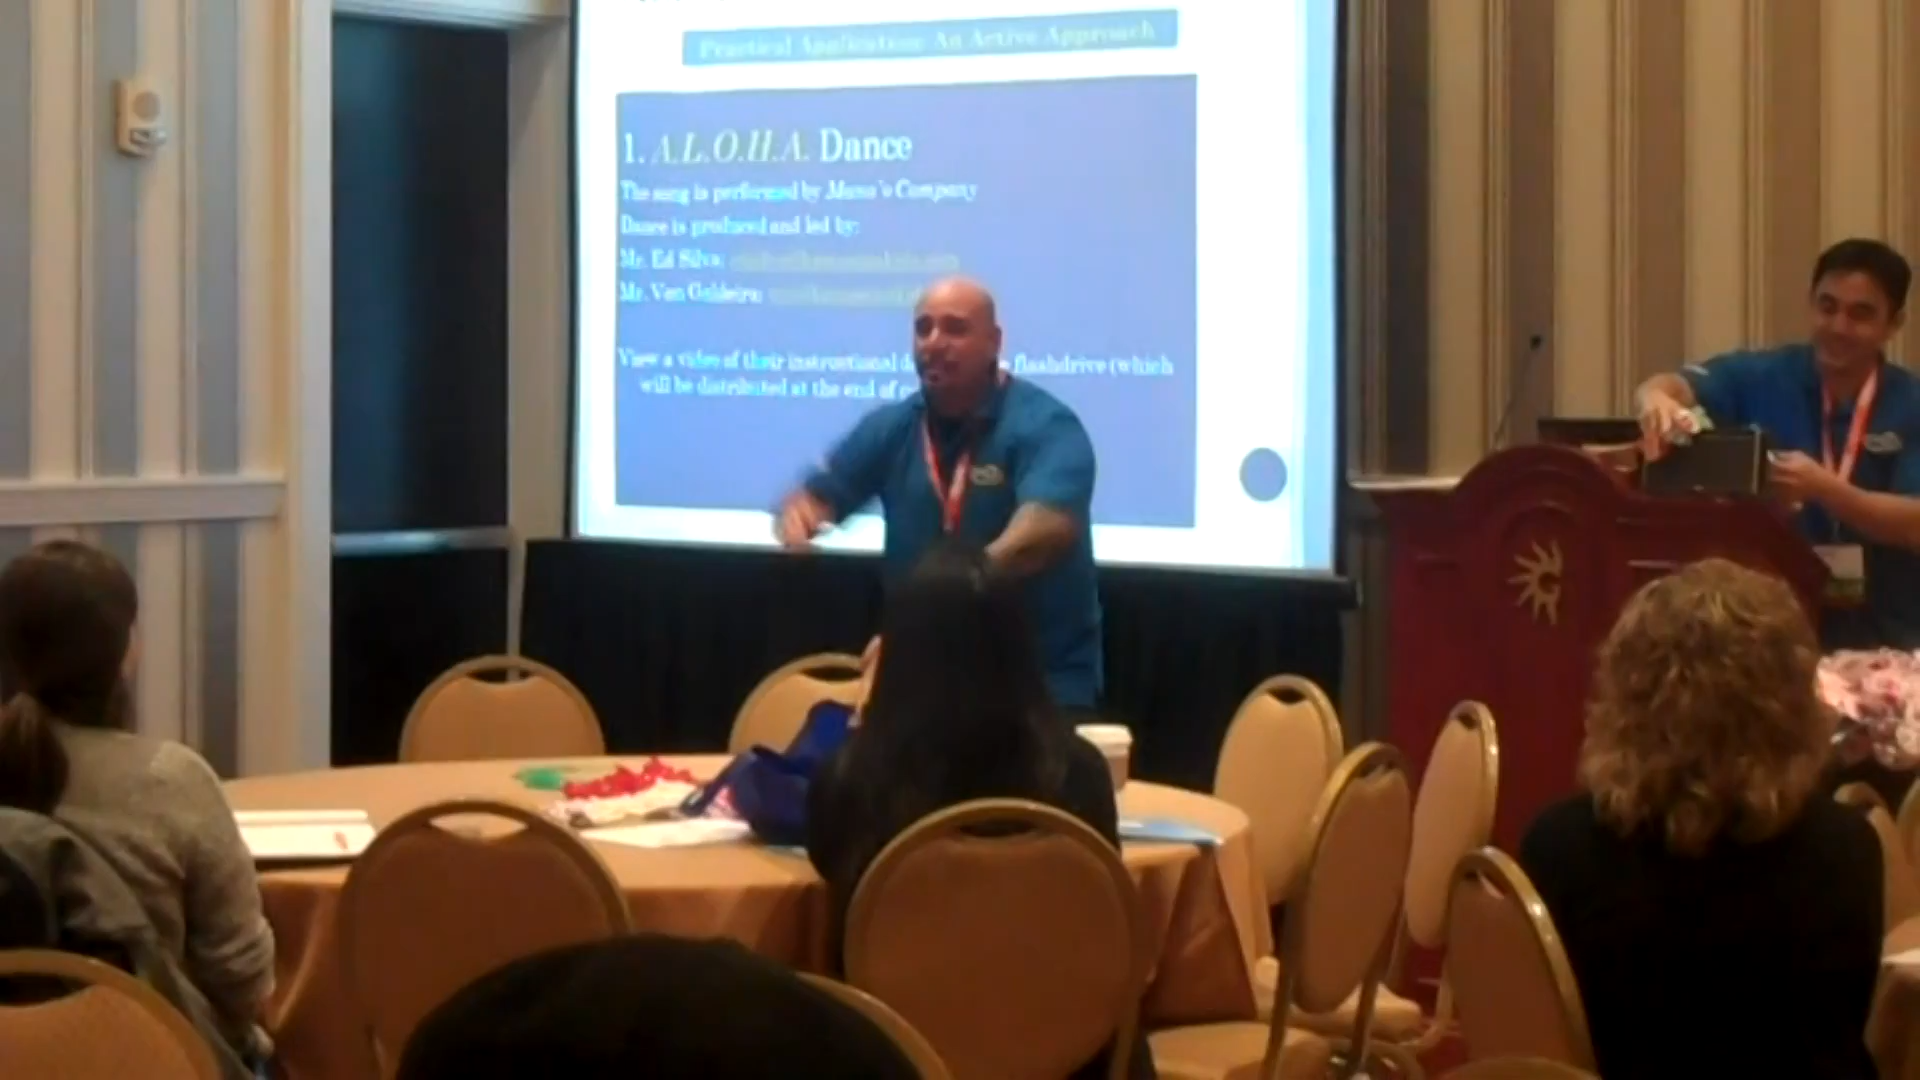 Practical Application: An Active Approach
1. A.L.O.H.A. Dance
The song is performed by Mana'o Company
Dance is produced and led by:
Mr. Ed Silva:
Mr. Van
View a video of their instructional flashdrive (which
will be distributed at the end of